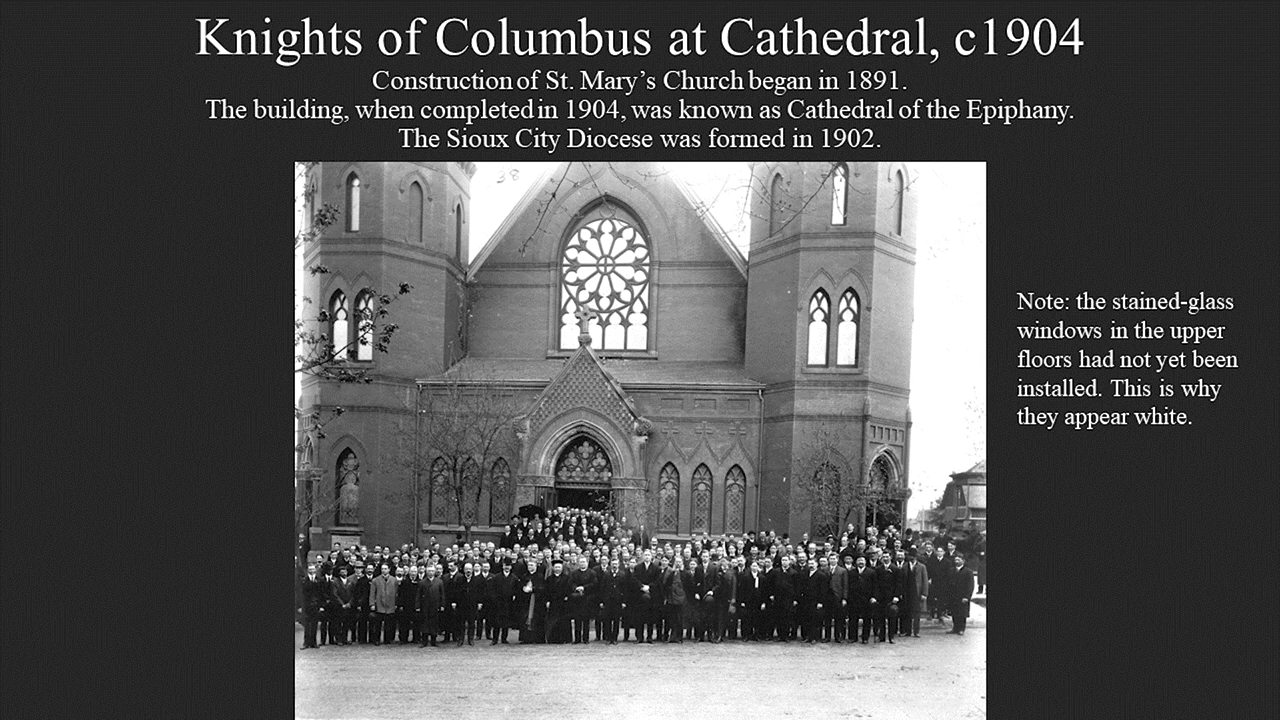 Knights of Columbus at Cathedral, c1904
Construction of St. Mary’s Church began in 1891.
The building, when completed in 1904, was known as Cathedral of the Epiphany.
The Sioux City Diocese was formed in 1902.
38
Note: the stained-glass
windows in the upper
floors had not yet been
installed. This is why
they appear white.